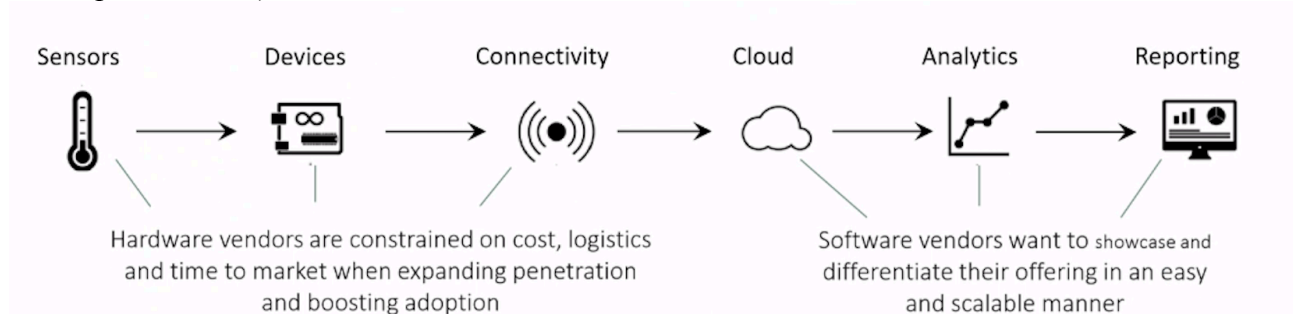 Sensors
Devices
Connectivity
Cloud
Analytics
Reporting
Hardware vendors are constrained on cost, logistics
and time to market when expanding penetration
and boosting adoption
Software vendors want to showcase and
differentiate their offering in an easy
and scalable manner